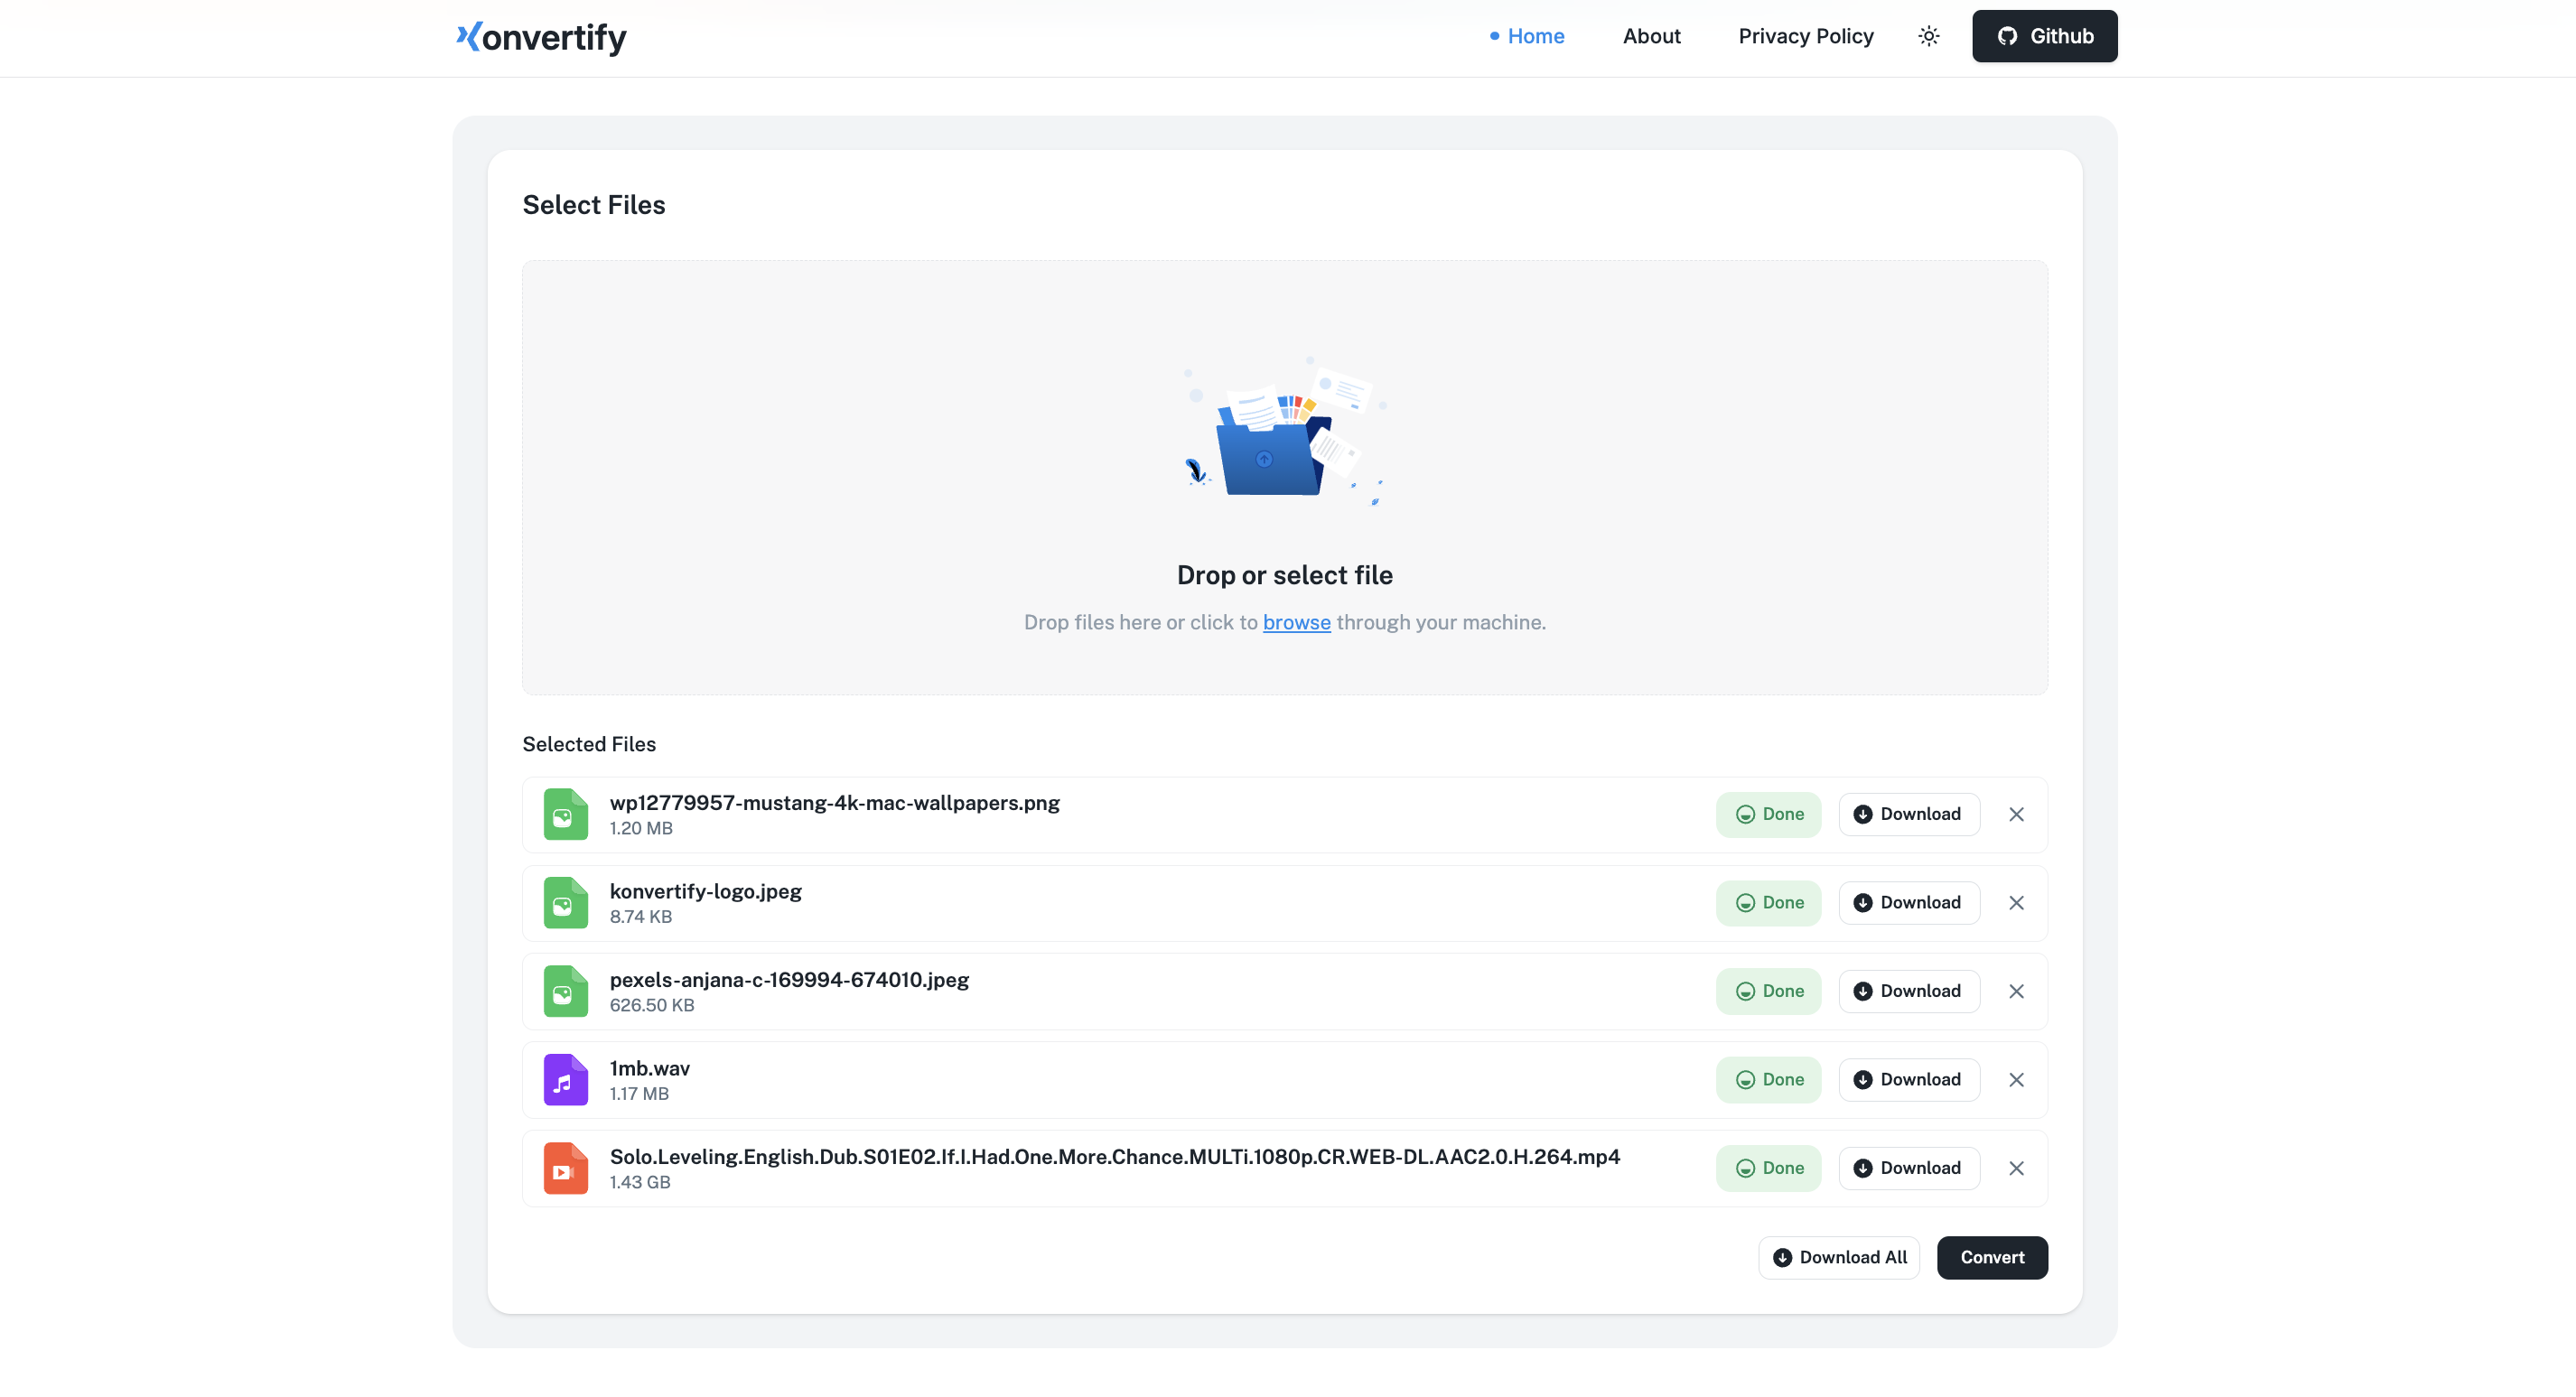 Konvertify
Home
About
Privacy Policy
Github
Select Files
Drop or select file
Drop files here or click to browse through your machine.
Selected Files
wp12779957-mustang-4k-mac-wallpapers.png
1.20 MB
Done
Download
konvertify-logo.jpeg
8.74 KB
Done
Download
pexels-anjana-c-169994-674010.jpeg
626.50 KB
Done
Download
1mb.wav
1.17 MB
Done
Download
Solo.Leveling.English.Dub.S01E02.If.I.Had.One.More.Chance.MULTi.1080p.CR.WEB-DL.AAC2.0.H.264.mp4
1.43 GB
Done
Download
Download All
Convert